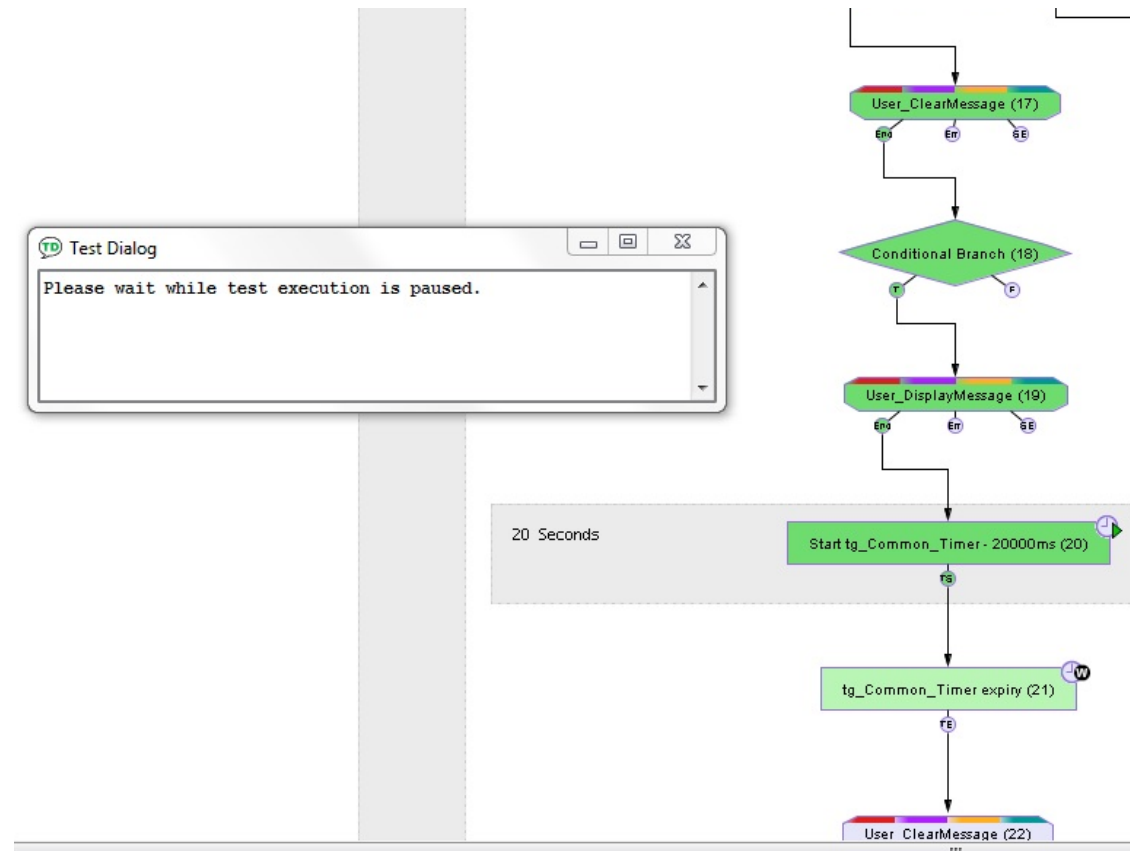 User_ClearMessage (17)
End
Err
GE
TD
Test Dialog
Please wait while test execution is paused.
Conditional Branch (18)
T
F
User_DisplayMessage (19)
End
Err
GE
20 Seconds
Start tg_Common_Timer - 20000ms (20)
TS
tg_Common_Timer expiry (21)
W
TE
User_ClearMessage (22)